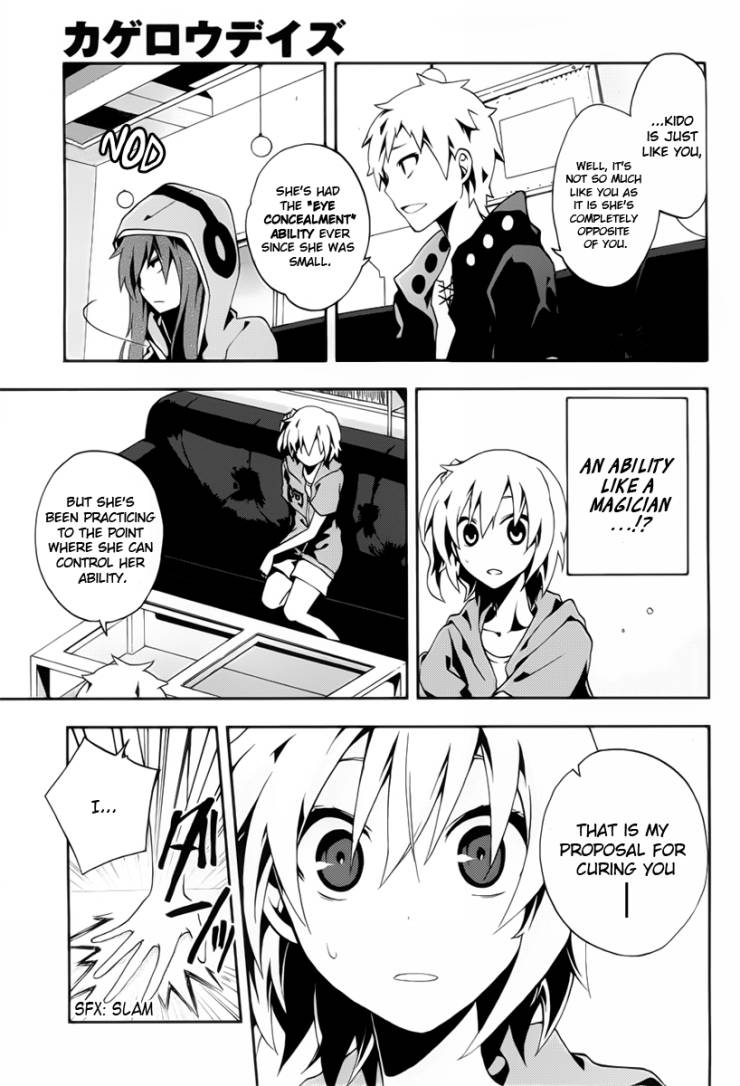 カゲロウデイズ
...KIDO
IS JUST
LIKE YOU,
WELL, IT'S
NOT SO MUCH
LIKE YOU AS
IT IS SHE'S
COMPLETELY
OPPOSITE
OF YOU.
SHE'S HAD
THE "EYE
CONCEALMENT"
ABILITY EVER
SINCE SHE WAS
SMALL.
NOD
AN ABILITY
LIKE A
MAGICIAN
...!?
BUT SHE'S
BEEN PRACTICING
TO THE POINT
WHERE SHE CAN
CONTROL HER
ABILITY.
THAT IS MY
PROPOSAL FOR
CURING YOU
—
I...
バンッ
SFX: SLAM